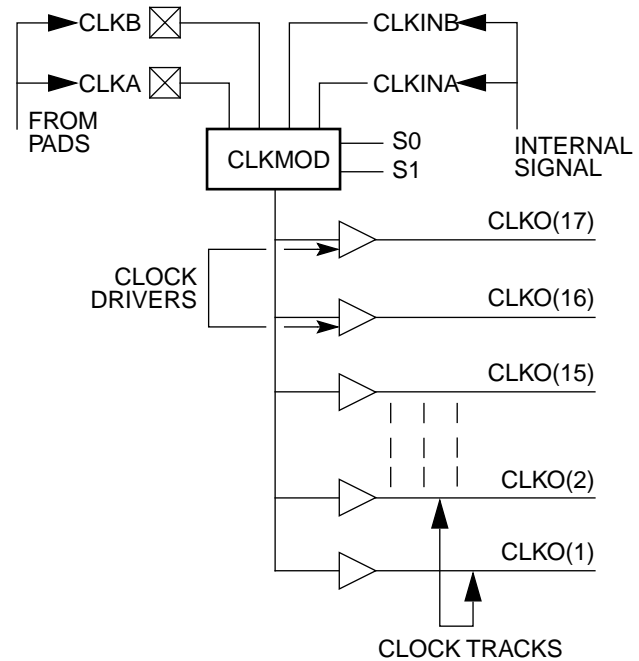 CLKB
CLKINB
CLKA
CLKINA
FROM
PADS
CLKMOD
S0
S1
INTERNAL
SIGNAL
CLKO(17)
CLOCK
DRIVERS
CLKO(16)
CLKO(15)
CLKO(2)
CLKO(1)
CLOCK TRACKS